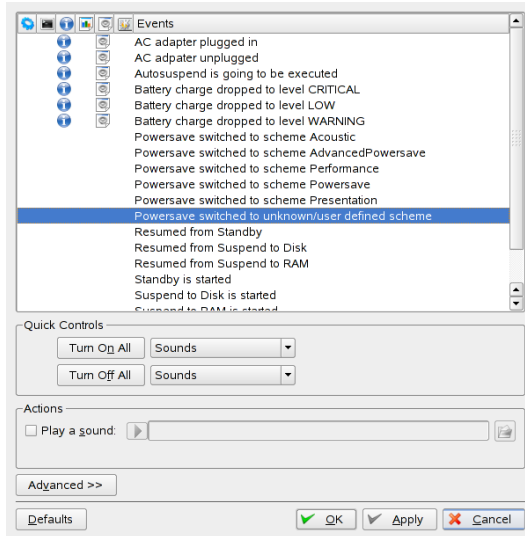 Events
AC adapter plugged in
AC adpater unplugged
Autosuspend is going to be executed
Battery charge dropped to level CRITICAL
Battery charge dropped to level LOW
Battery charge dropped to level WARNING
Powersave switched to scheme Acoustic
Powersave switched to scheme AdvancedPowersave
Powersave switched to scheme Performance
Powersave switched to scheme Powersave
Powersave switched to scheme Presentation
Powersave switched to unknown/user defined scheme
Resumed from Standby
Resumed from Suspend to Disk
Resumed from Suspend to RAM
Standby is started
Suspend to Disk is started
Suspend to RAM is started
Quick Controls
Turn On All Sounds
Turn Off All Sounds
Actions
Play a sound:
Advanced >>
Defaults OK Apply Cancel